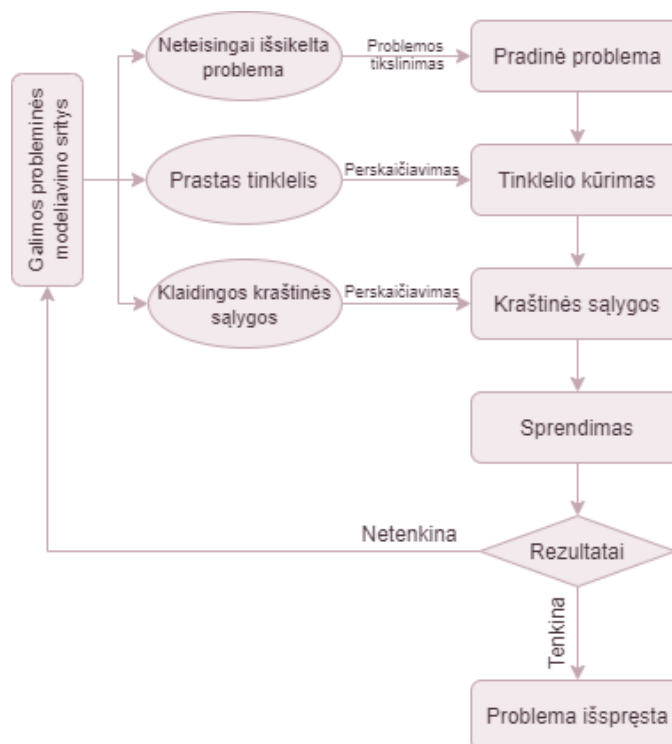 Neteisingai išsikelta
problema
Problemos
tikslinimas
Pradinė problema
Galimos probleminės
modeliavimo sritys
Prastas tinklelis
Perskaičiavimas
Tinklelio kūrimas
Klaidingos kraštinės
sąlygos
Perskaičiavimas
Kraštinės sąlygos
Sprendimas
Netenkina
Rezultatai
Tenkina
Problema išspręsta